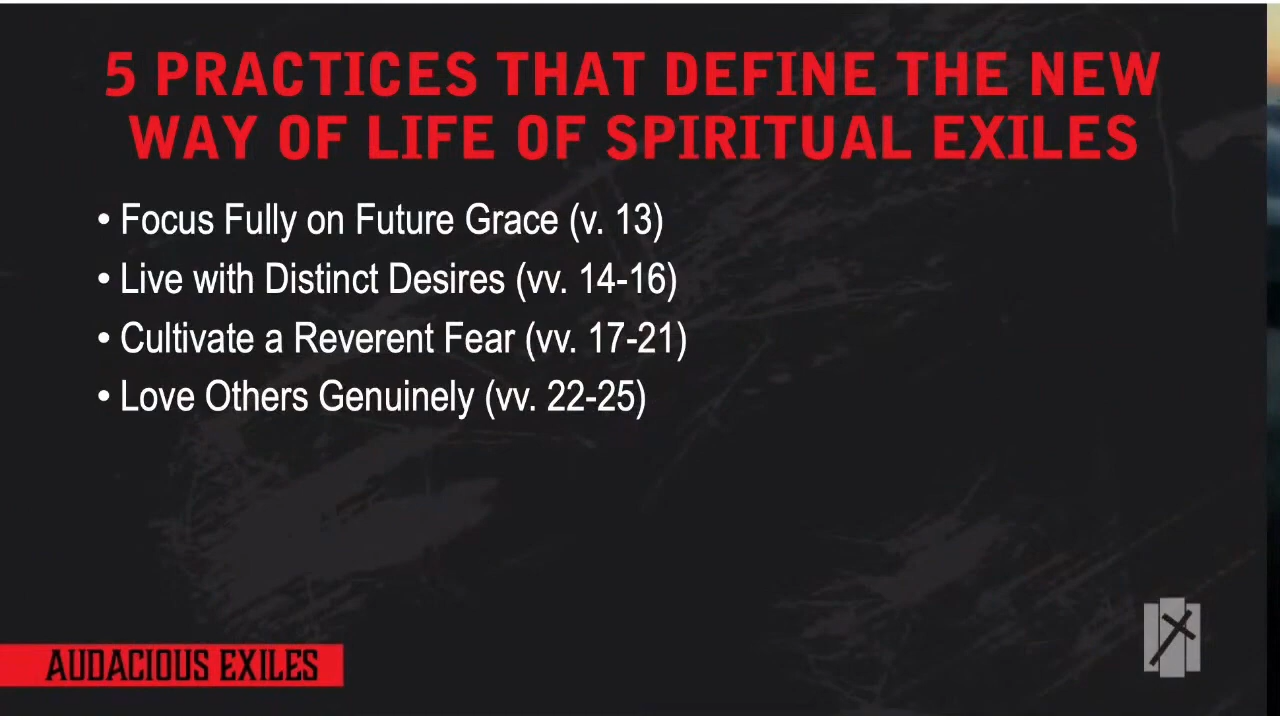 5 PRACTICES THAT DEFINE THE NEW
WAY OF LIFE OF SPIRITUAL EXILES
• Focus Fully on Future Grace (v. 13)
• Live with Distinct Desires (vv. 14-16)
• Cultivate a Reverent Fear (vv. 17-21)
• Love Others Genuinely (vv. 22-25)
AUDACIOUS EXILES